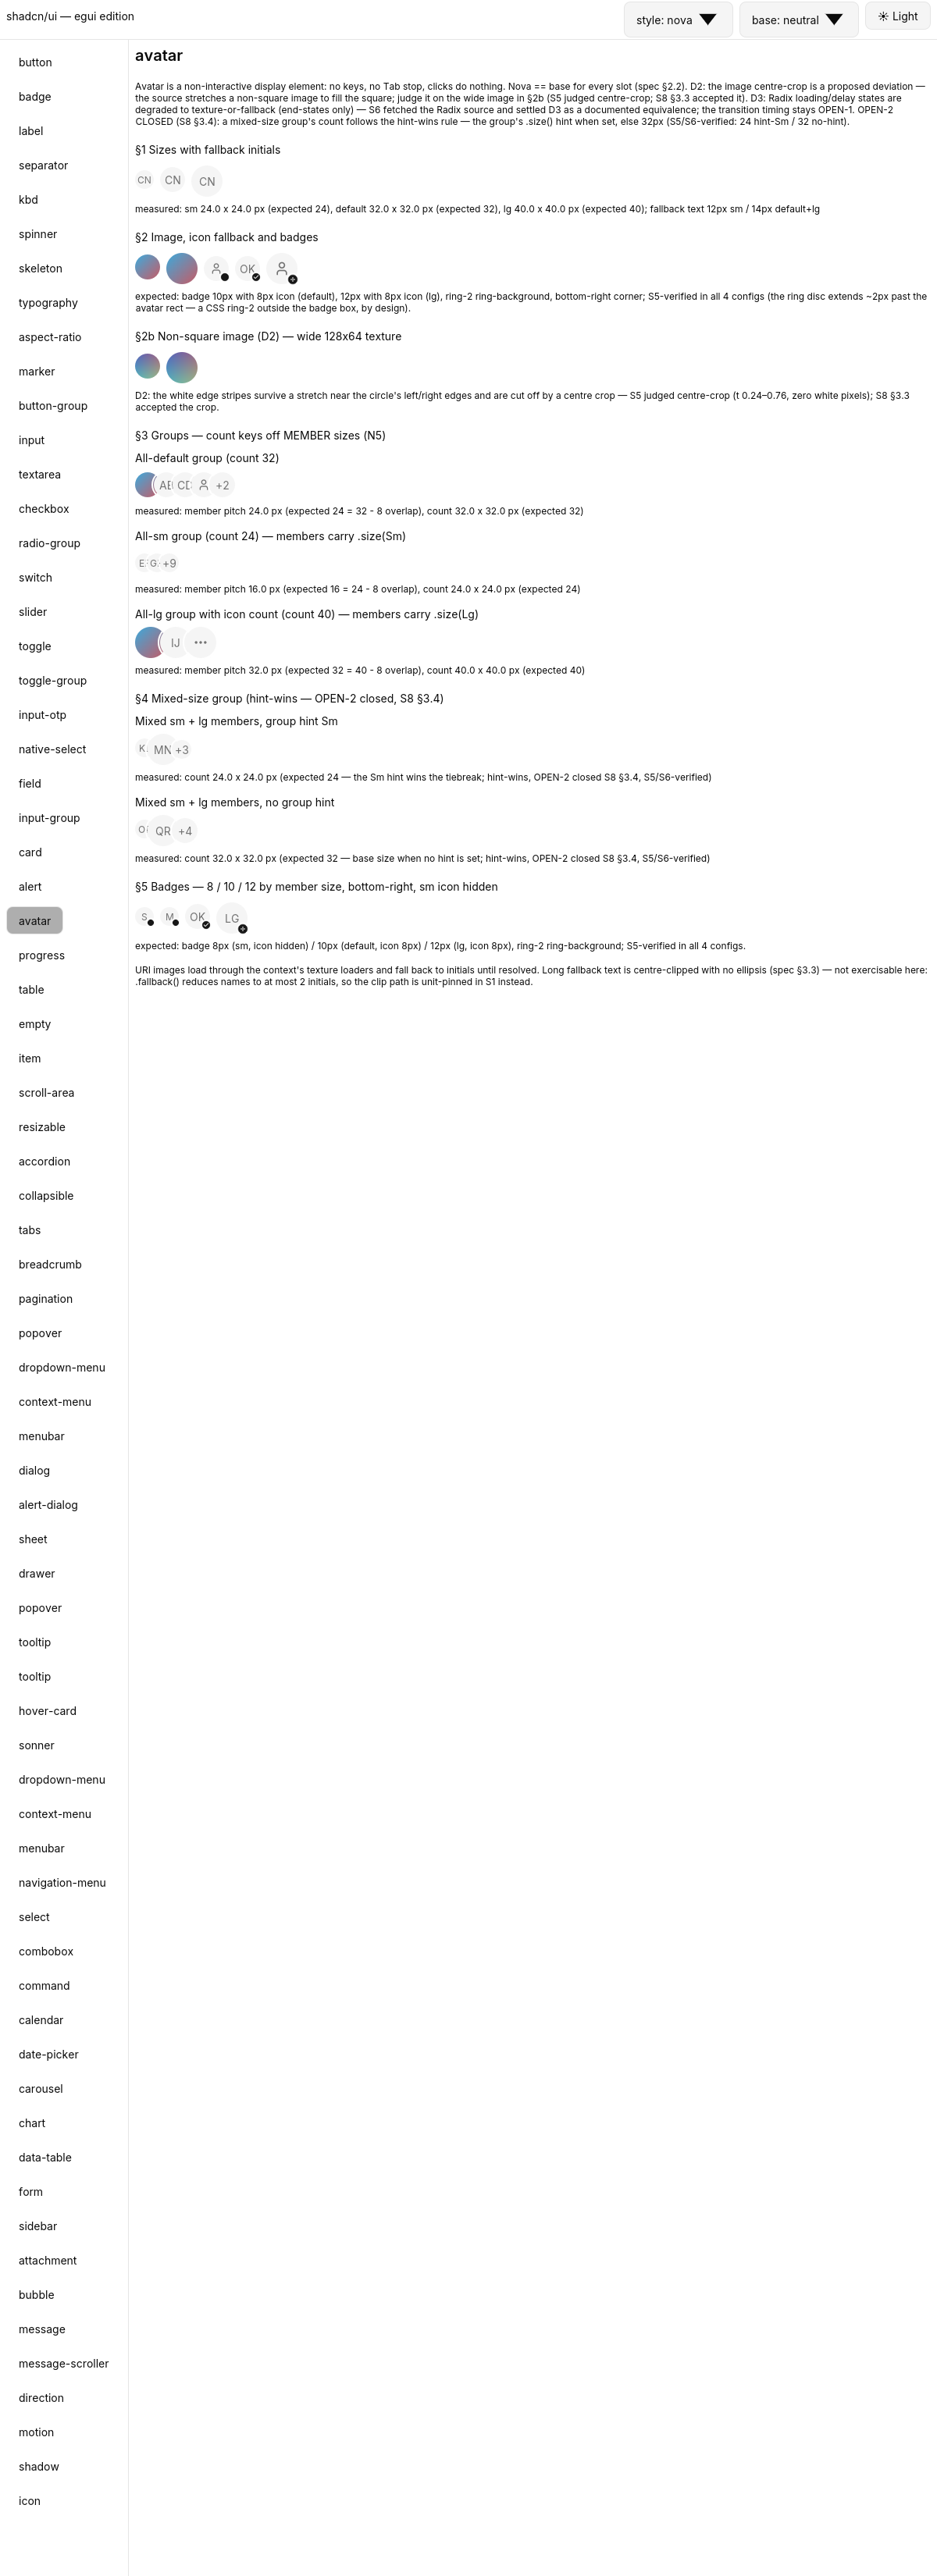 shadcn/ui — egui edition
style: nova
base: neutral
☀ Light
button
badge
label
separator
kbd
spinner
skeleton
typography
aspect-ratio
marker
button-group
input
textarea
checkbox
radio-group
switch
slider
toggle
toggle-group
input-otp
native-select
field
input-group
card
alert
avatar
progress
table
empty
item
scroll-area
resizable
accordion
collapsible
tabs
breadcrumb
pagination
popover
dropdown-menu
context-menu
menubar
dialog
alert-dialog
sheet
drawer
popover
tooltip
tooltip
hover-card
sonner
dropdown-menu
context-menu
menubar
navigation-menu
select
combobox
command
calendar
date-picker
carousel
chart
data-table
form
sidebar
attachment
bubble
message
message-scroller
direction
motion
shadow
icon
avatar
Avatar is a non-interactive display element: no keys, no Tab stop, clicks do nothing. Nova == base for every slot (spec §2.2). D2: the image centre-crop is a proposed deviation —
the source stretches a non-square image to fill the square; judge it on the wide image in §2b (S5 judged centre-crop; S8 §3.3 accepted it). D3: Radix loading/delay states are
degraded to texture-or-fallback (end-states only) — S6 fetched the Radix source and settled D3 as a documented equivalence; the transition timing stays OPEN-1. OPEN-2
CLOSED (S8 §3.4): a mixed-size group's count follows the hint-wins rule — the group's .size() hint when set, else 32px (S5/S6-verified: 24 hint-Sm / 32 no-hint).
§1 Sizes with fallback initials
CN CN CN
measured: sm 24.0 x 24.0 px (expected 24), default 32.0 x 32.0 px (expected 32), lg 40.0 x 40.0 px (expected 40); fallback text 12px sm / 14px default+lg
§2 Image, icon fallback and badges
OK
expected: badge 10px with 8px icon (default), 12px with 8px icon (lg), ring-2 ring-background, bottom-right corner; S5-verified in all 4 configs (the ring disc extends ~2px past the
avatar rect — a CSS ring-2 outside the badge box, by design).
§2b Non-square image (D2) — wide 128x64 texture
D2: the white edge stripes survive a stretch near the circle's left/right edges and are cut off by a centre crop — S5 judged centre-crop (t 0.24–0.76, zero white pixels); S8 §3.3
accepted the crop.
§3 Groups — count keys off MEMBER sizes (N5)
All-default group (count 32)
+2
measured: member pitch 24.0 px (expected 24 = 32 - 8 overlap), count 32.0 x 32.0 px (expected 32)
All-sm group (count 24) — members carry .size(Sm)
E G +9
measured: member pitch 16.0 px (expected 16 = 24 - 8 overlap), count 24.0 x 24.0 px (expected 24)
All-lg group with icon count (count 40) — members carry .size(Lg)
IJ
measured: member pitch 32.0 px (expected 32 = 40 - 8 overlap), count 40.0 x 40.0 px (expected 40)
§4 Mixed-size group (hint-wins — OPEN-2 closed, S8 §3.4)
Mixed sm + lg members, group hint Sm
K MN +3
measured: count 24.0 x 24.0 px (expected 24 — the Sm hint wins the tiebreak; hint-wins, OPEN-2 closed S8 §3.4, S5/S6-verified)
Mixed sm + lg members, no group hint
O QR +4
measured: count 32.0 x 32.0 px (expected 32 — base size when no hint is set; hint-wins, OPEN-2 closed S8 §3.4, S5/S6-verified)
§5 Badges — 8 / 10 / 12 by member size, bottom-right, sm icon hidden
S M OK LG
expected: badge 8px (sm, icon hidden) / 10px (default, icon 8px) / 12px (lg, icon 8px), ring-2 ring-background; S5-verified in all 4 configs.
URI images load through the context's texture loaders and fall back to initials until resolved. Long fallback text is centre-clipped with no ellipsis (spec §3.3) — not exercisable here:
.fallback() reduces names to at most 2 initials, so the clip path is unit-pinned in S1 instead.